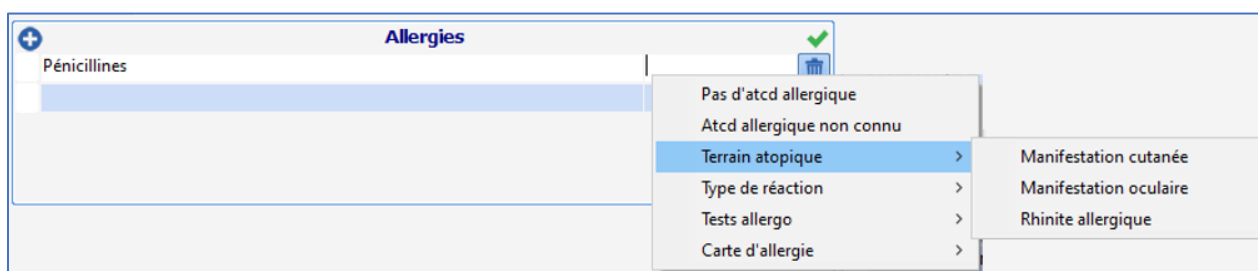 Allergies
Pénicillines
Pas d'atcd allergique
Atcd allergique non connu
Terrain atopique
Manifestation cutanée
Type de réaction
Manifestation oculaire
Tests allergo
Rhinite allergique
Carte d'allergie